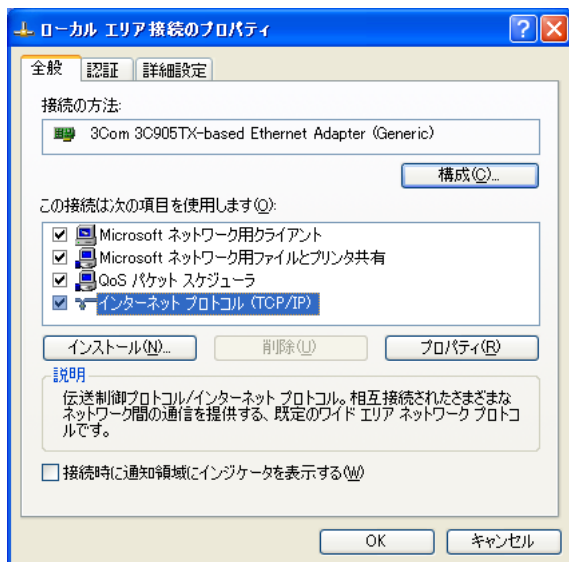 ローカル エリア接続のプロパティ
全般 認証 詳細設定
接続の方法:
3Com 3C905TX-based Ethernet Adapter (Generic)
構成(C)...
この接続は次の項目を使用します(O):
Microsoft ネットワーク用クライアント
Microsoft ネットワーク用ファイルとプリンタ共有
QoS パケット スケジューラ
インターネット プロトコル (TCP/IP)
インストール(N)... 削除(U) プロパティ(R)
説明
伝送制御プロトコル/インターネット プロトコル。相互接続されたさまざまな
ネットワーク間の通信を提供する、既定のワイド エリア ネットワーク プロトコ
ルです。
接続時に通知領域にインジケータを表示する(W)
OK キャンセル